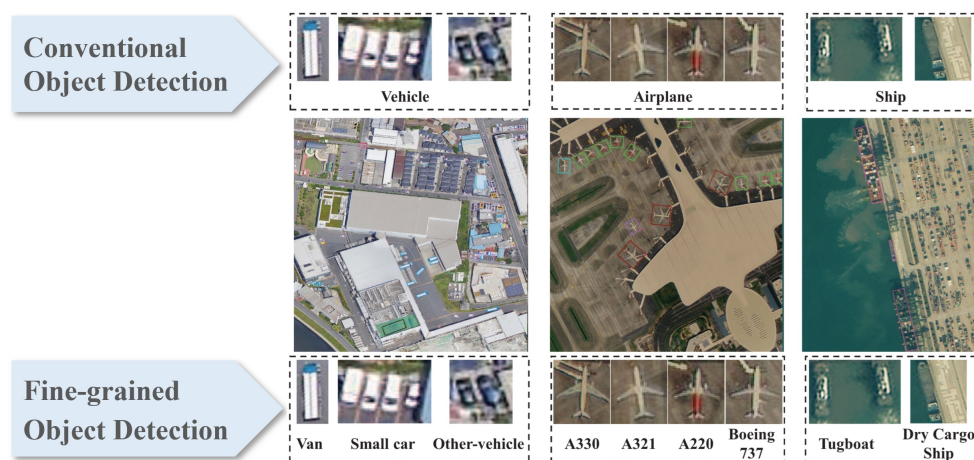 Conventional
Object Detection
Vehicle
Airplane
Ship
Fine-grained
Object Detection
Van
Small car
Other-vehicle
A330
A321
A220
Boeing
737
Tugboat
Dry Cargo
Ship